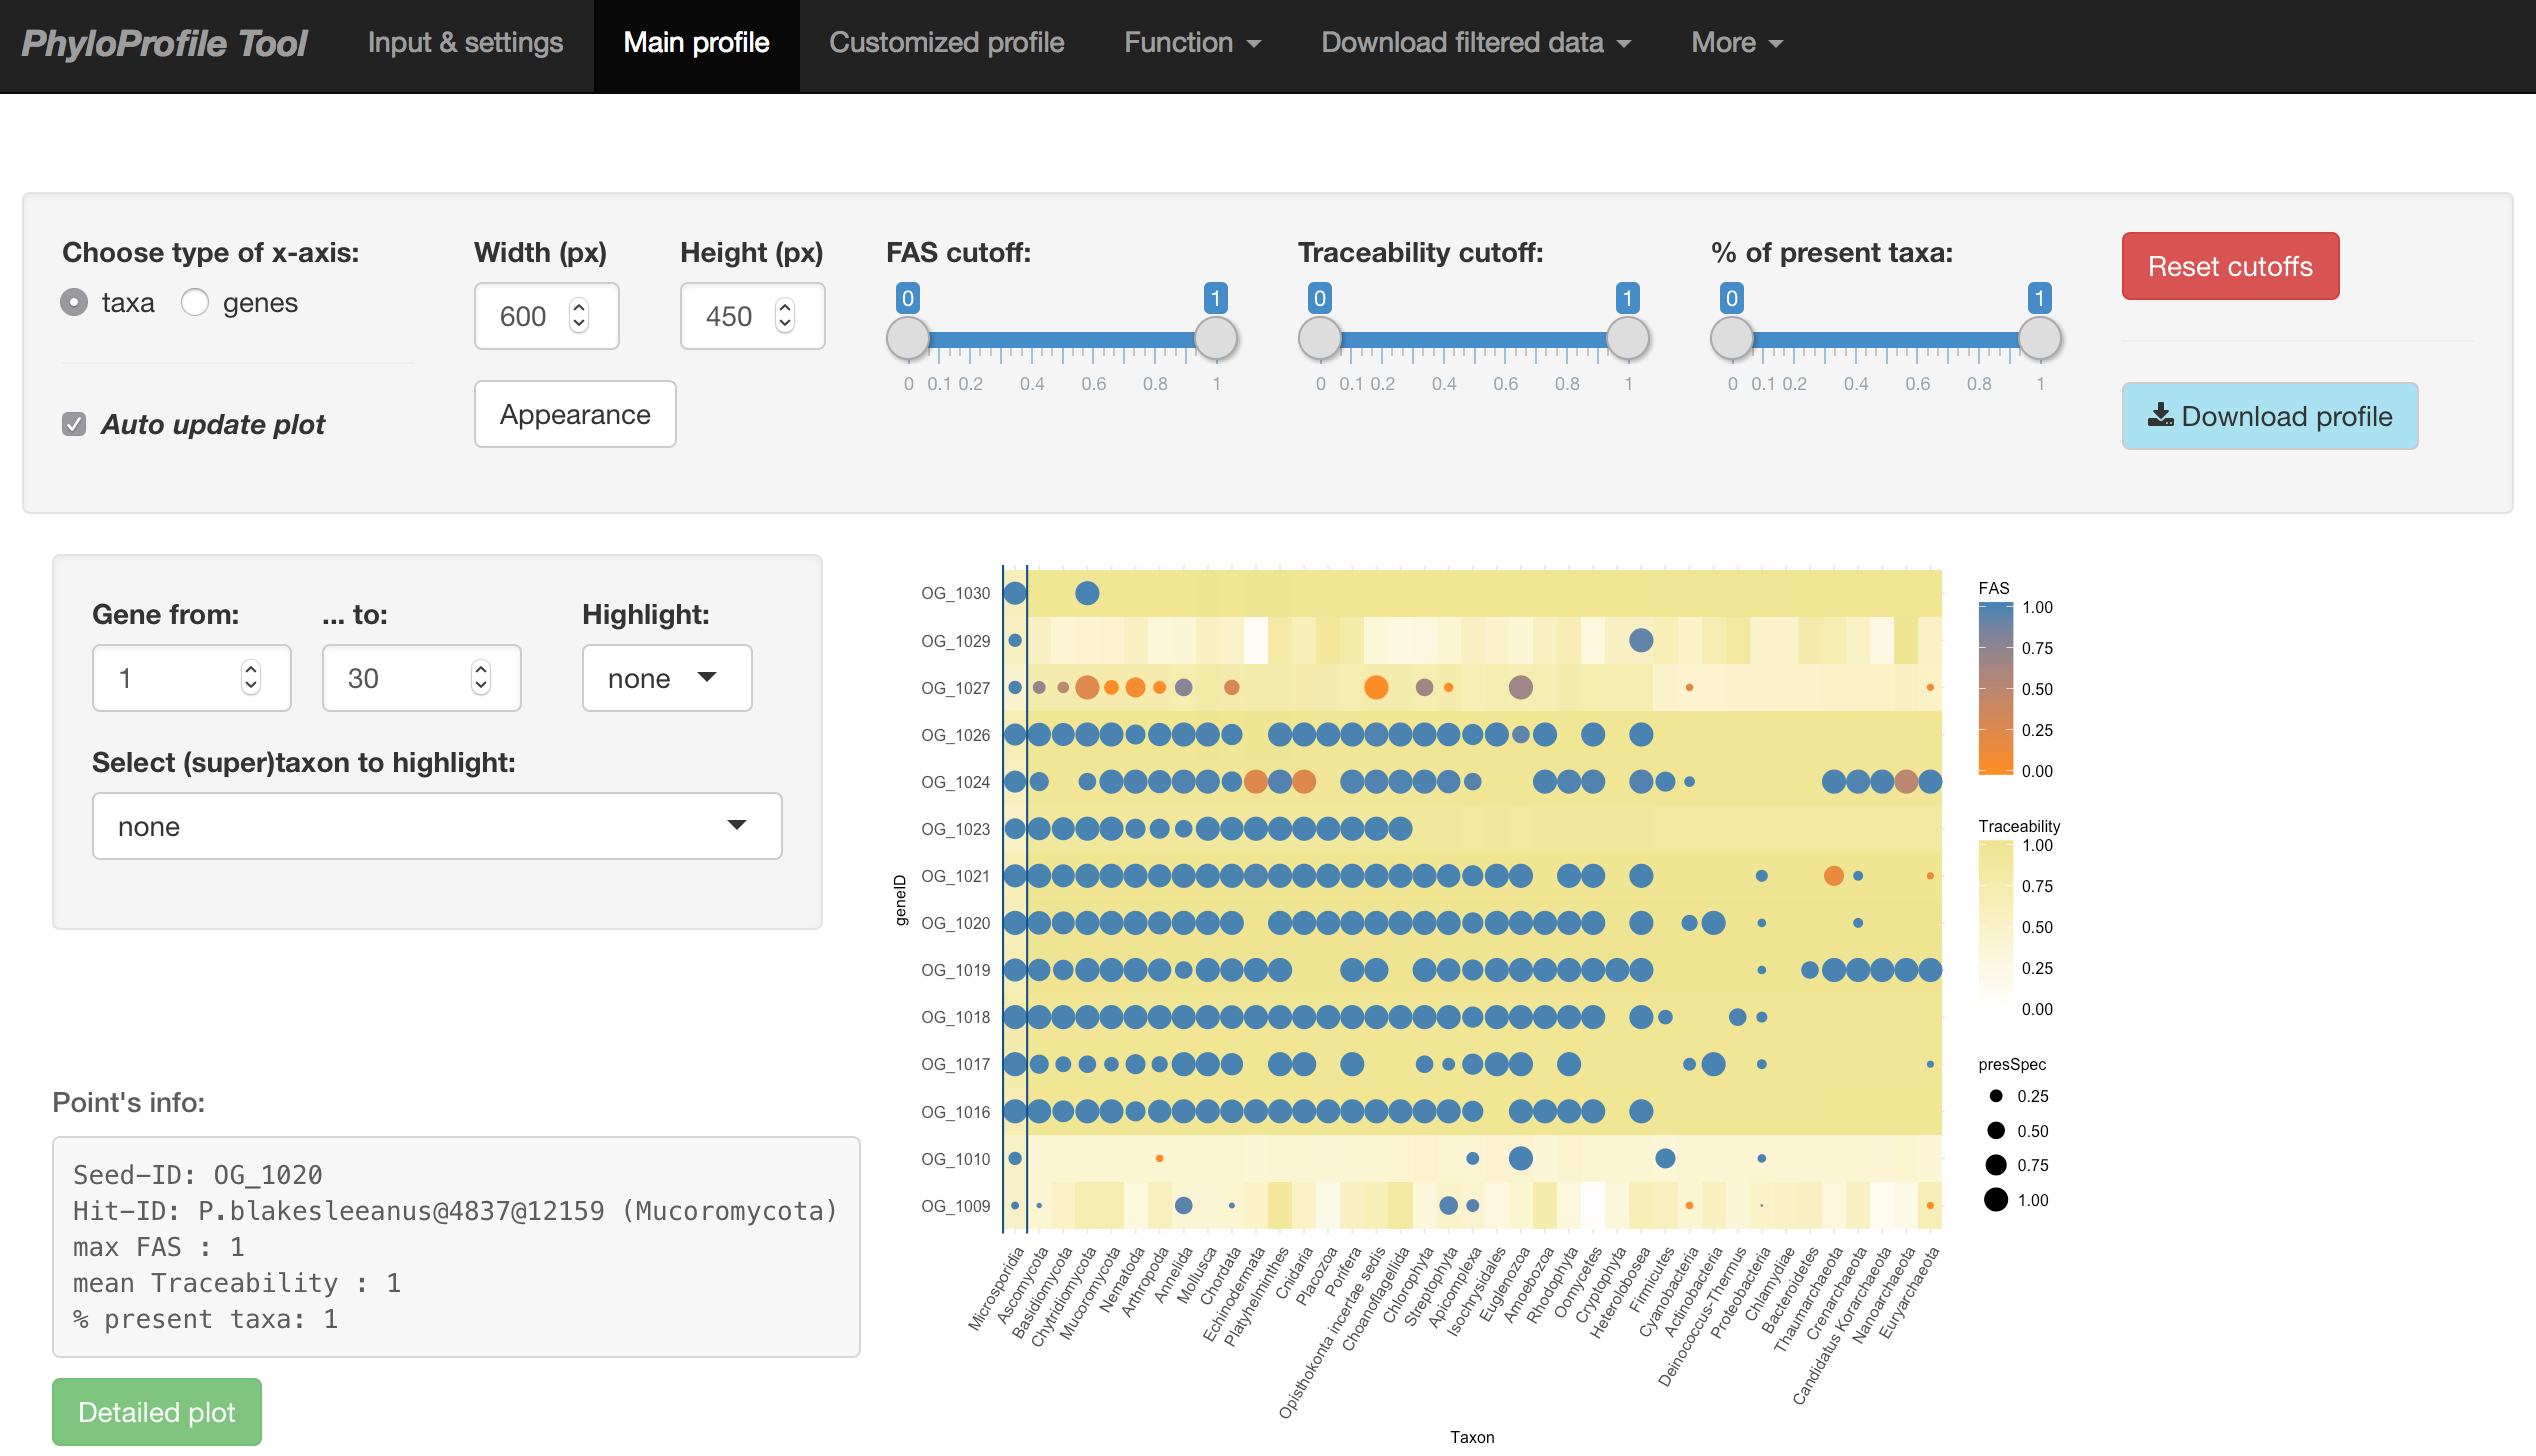 PhyloProfile Tool Input & settings Main profile Customized profile Function Download filtered data More
Choose type of x-axis: Width (px) Height (px) FAS cutoff: Traceability cutoff: % of present taxa:
taxa genes 600 450 0 1 0 1 0 1 Reset cutoffs
0 0.1 0.2 0.4 0.6 0.8 1 0 0.1 0.2 0.4 0.6 0.8 1 0 0.1 0.2 0.4 0.6 0.8 1
Auto update plot Appearance Download profile
Gene from: ... to: Highlight:
1 30 none
Select (super)taxon to highlight:
none
Point's info:
Seed-ID: OG_1020
Hit-ID: P.blakesleeanus@4837@12159 (Mucoromycota)
max FAS : 1
mean Traceability : 1
% present taxa: 1
Detailed plot
geneID
OG_1030
OG_1029
OG_1027
OG_1026
OG_1024
OG_1023
OG_1021
OG_1020
OG_1019
OG_1018
OG_1017
OG_1016
OG_1010
OG_1009
Microsporidia
Ascomycota
Basidiomycota
Chytridiomycota
Mucoromycota
Nematoda
Arthropoda
Annelida
Mollusca
Chordata
Echinodermata
Platyhelminthes
Cnidaria
Placozoa
Porifera
Opisthokonta incertae sedis
Choanoflagellida
Chlorophyta
Streptophyta
Apicomplexa
Isochrysidales
Euglenozoa
Amoebozoa
Rhodophyta
Oomycetes
Cryptophyta
Heterolobosea
Firmicutes
Cyanobacteria
Actinobacteria
Deinococcus-Thermus
Proteobacteria
Chlamydiae
Bacteroidetes
Thaumarchaeota
Crenarchaeota
Candidatus Korarchaeota
Nanoarchaeota
Euryarchaeota
Taxon
FAS
1.00
0.75
0.50
0.25
0.00
Traceability
1.00
0.75
0.50
0.25
0.00
presSpec
0.25
0.50
0.75
1.00